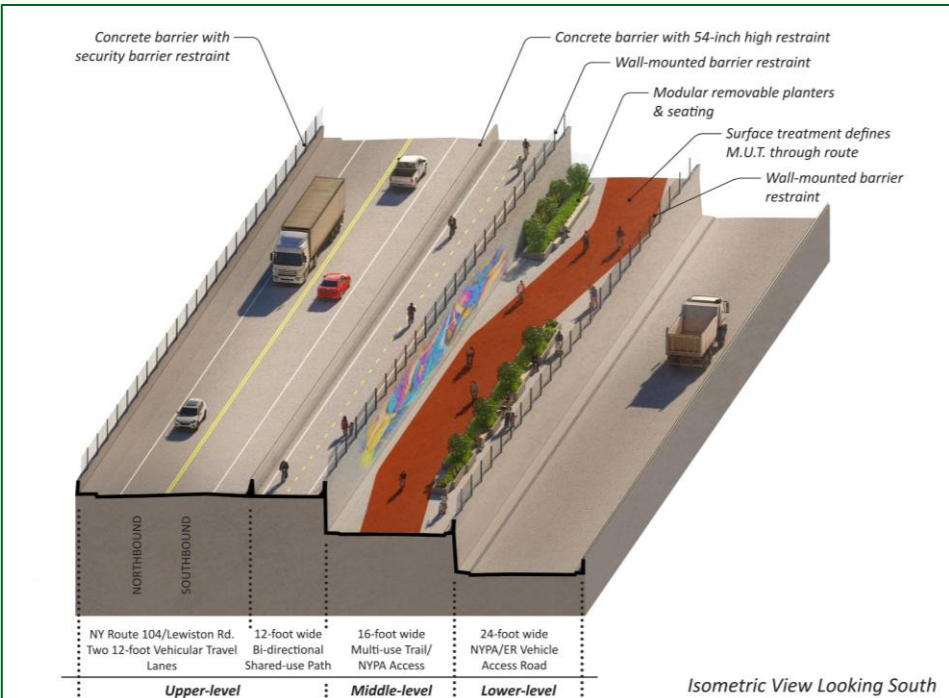 Concrete barrier with
security barrier restraint
Concrete barrier with 54-inch high restraint
Wall-mounted barrier restraint
Modular removable planters
& seating
Surface treatment defines
M.U.T. through route
Wall-mounted barrier
restraint
NORTHBOUND
SOUTHBOUND
NY Route 104/Lewiston Rd.
Two 12-foot Vehicular Travel
Lanes
12-foot wide
Bi-directional
Shared-use Path
16-foot wide
Multi-use Trail/
NYPA Access
24-foot wide
NYPA/ER Vehicle
Access Road
Upper-level
Middle-level
Lower-level
Isometric View Looking South